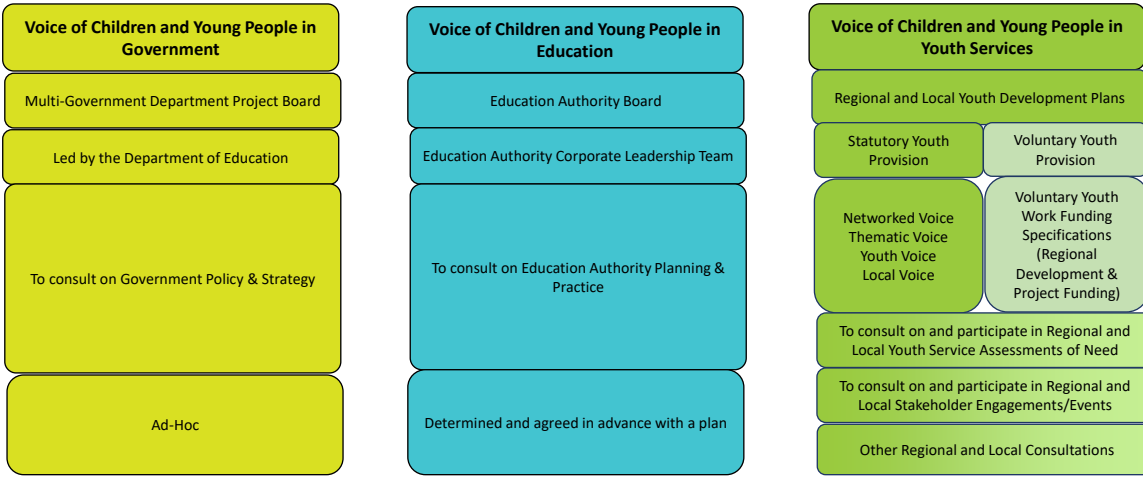 Voice of Children and Young People in
Government
Multi-Government Department Project Board
Led by the Department of Education
To consult on Government Policy & Strategy
Ad-Hoc
Voice of Children and Young People in
Education
Education Authority Board
Education Authority Corporate Leadership Team
To consult on Education Authority Planning &
Practice
Determined and agreed in advance with a plan
Voice of Children and Young People in
Youth Services
Regional and Local Youth Development Plans
Statutory Youth
Provision
Voluntary Youth
Provision
Networked Voice
Thematic Voice
Youth Voice
Local Voice
Voluntary Youth
Work Funding
Specifications
(Regional
Development &
Project Funding)
To consult on and participate in Regional and
Local Youth Service Assessments of Need
To consult on and participate in Regional and
Local Stakeholder Engagements/Events
Other Regional and Local Consultations